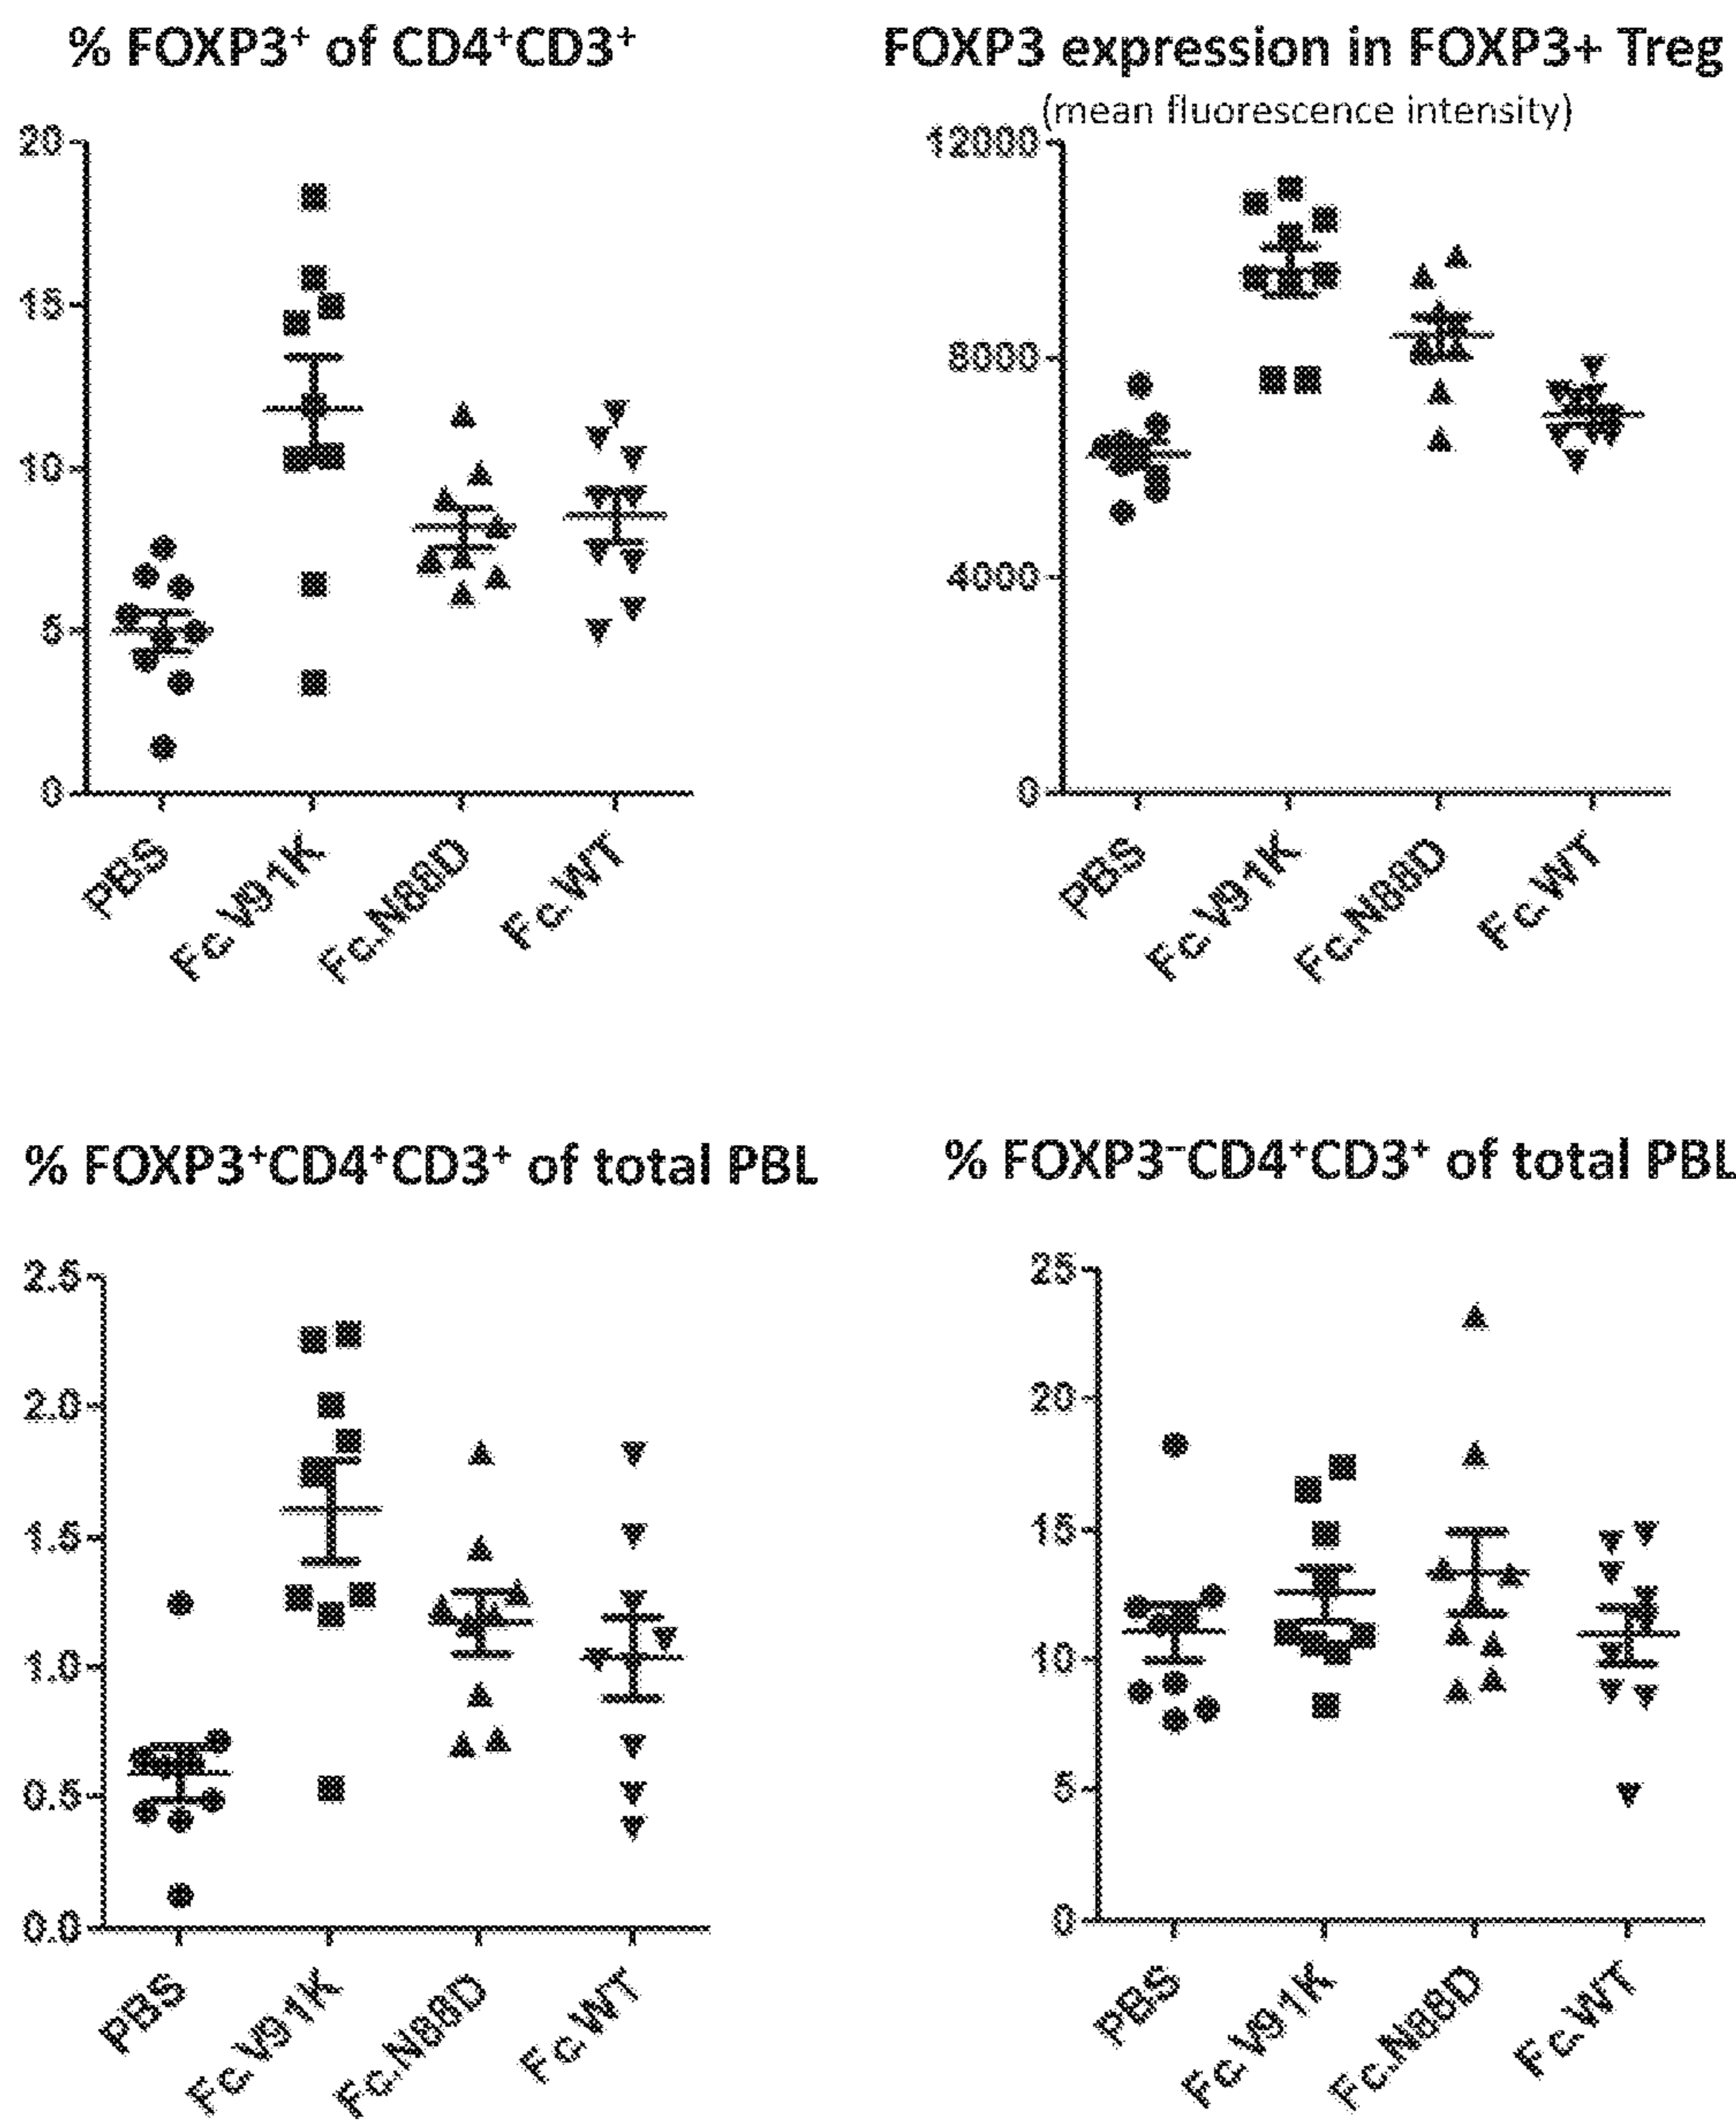 % FOXP3⁺ of CD4⁺CD3⁺
20
15
10
5
0
PBS
Fc.V91K
Fc.N88D
Fc.WT
FOXP3 expression in FOXP3+ Treg
(mean fluorescence intensity)
12000
8000
4000
0
PBS
Fc.V91K
Fc.N88D
Fc.WT
% FOXP3⁺CD4⁺CD3⁺ of total PBL
2.5
2.0
1.5
1.0
0.5
0.0
PBS
Fc.V91K
Fc.N88D
Fc.WT
% FOXP3⁻CD4⁺CD3⁺ of total PBL
25
20
15
10
5
0
PBS
Fc.V91K
Fc.N88D
Fc.WT